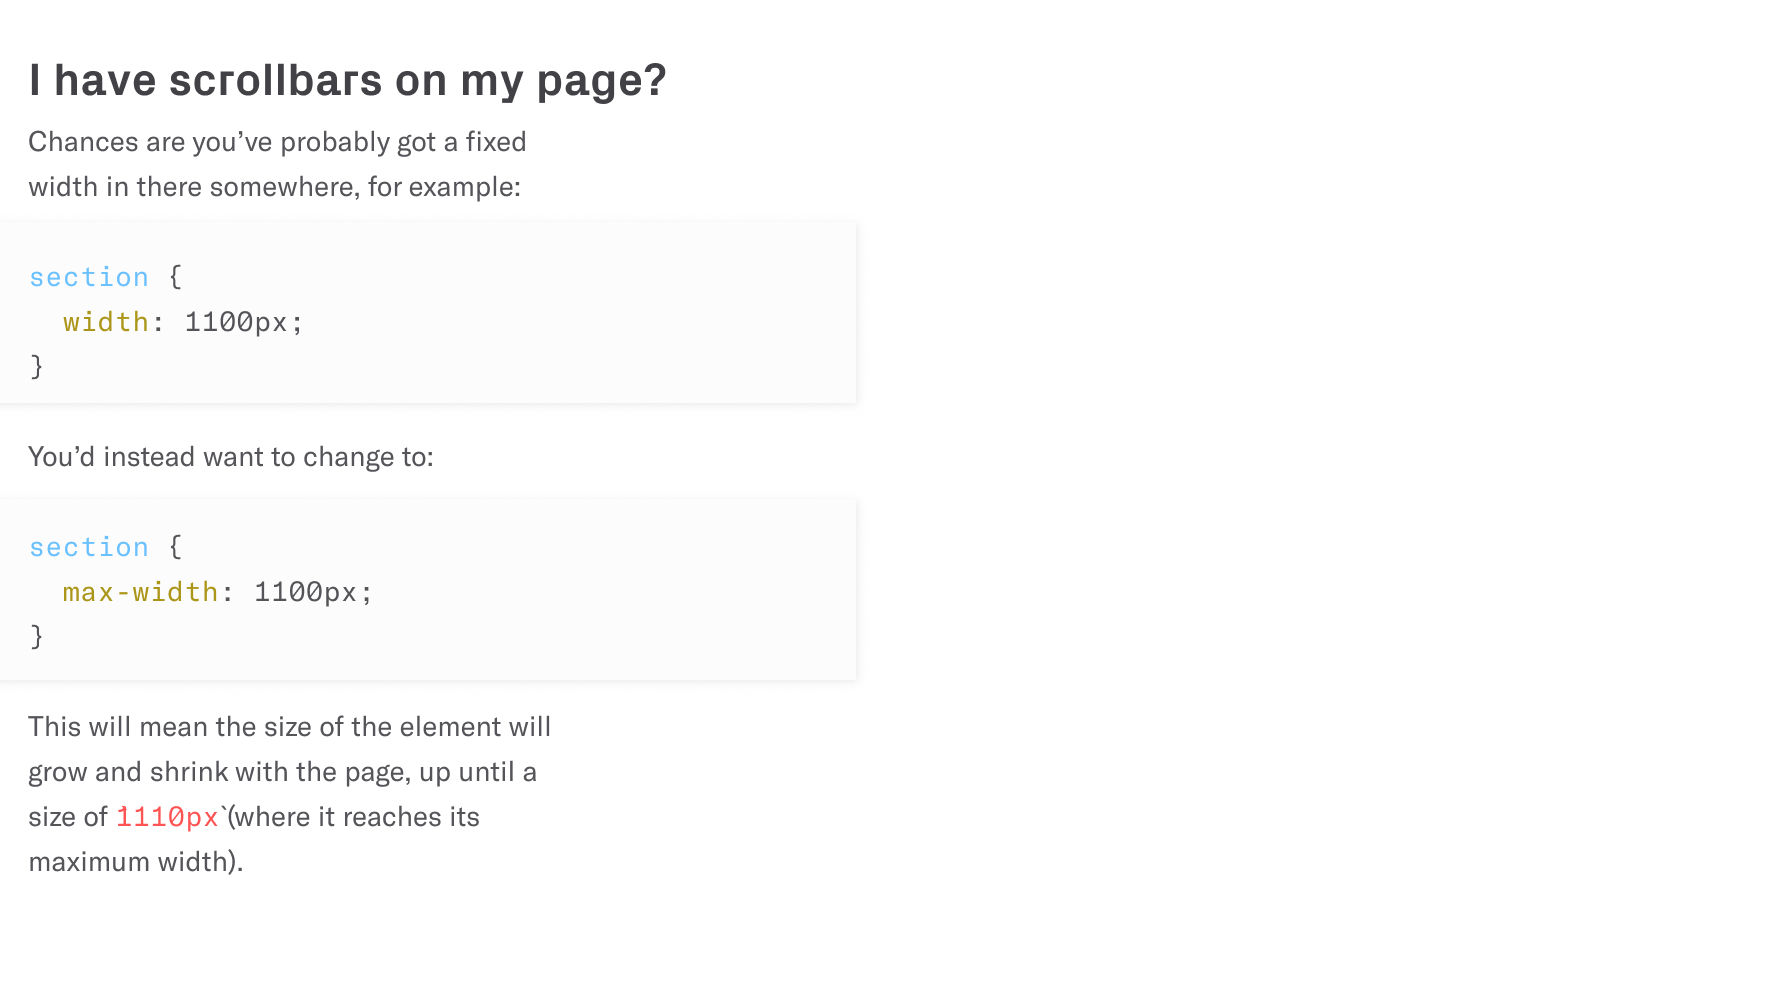 I have scrollbars on my page?
Chances are you’ve probably got a fixed
width in there somewhere, for example:
section {
  width: 1100px;
}
You’d instead want to change to:
section {
  max-width: 1100px;
}
This will mean the size of the element will
grow and shrink with the page, up until a
size of `1110px` (where it reaches its
maximum width).